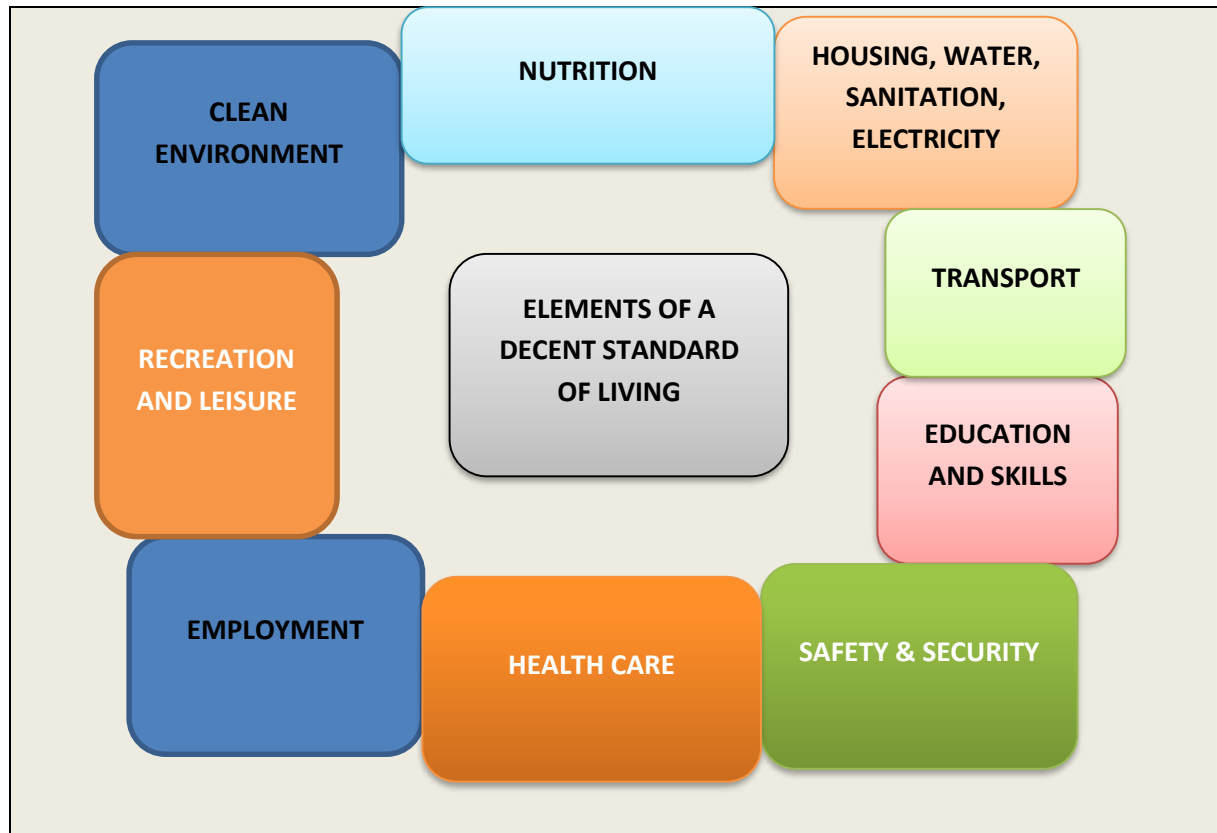 CLEAN
ENVIRONMENT
NUTRITION
HOUSING, WATER,
SANITATION,
ELECTRICITY
TRANSPORT
RECREATION
AND LEISURE
ELEMENTS OF A
DECENT STANDARD
OF LIVING
EDUCATION
AND SKILLS
EMPLOYMENT
HEALTH CARE
SAFETY & SECURITY